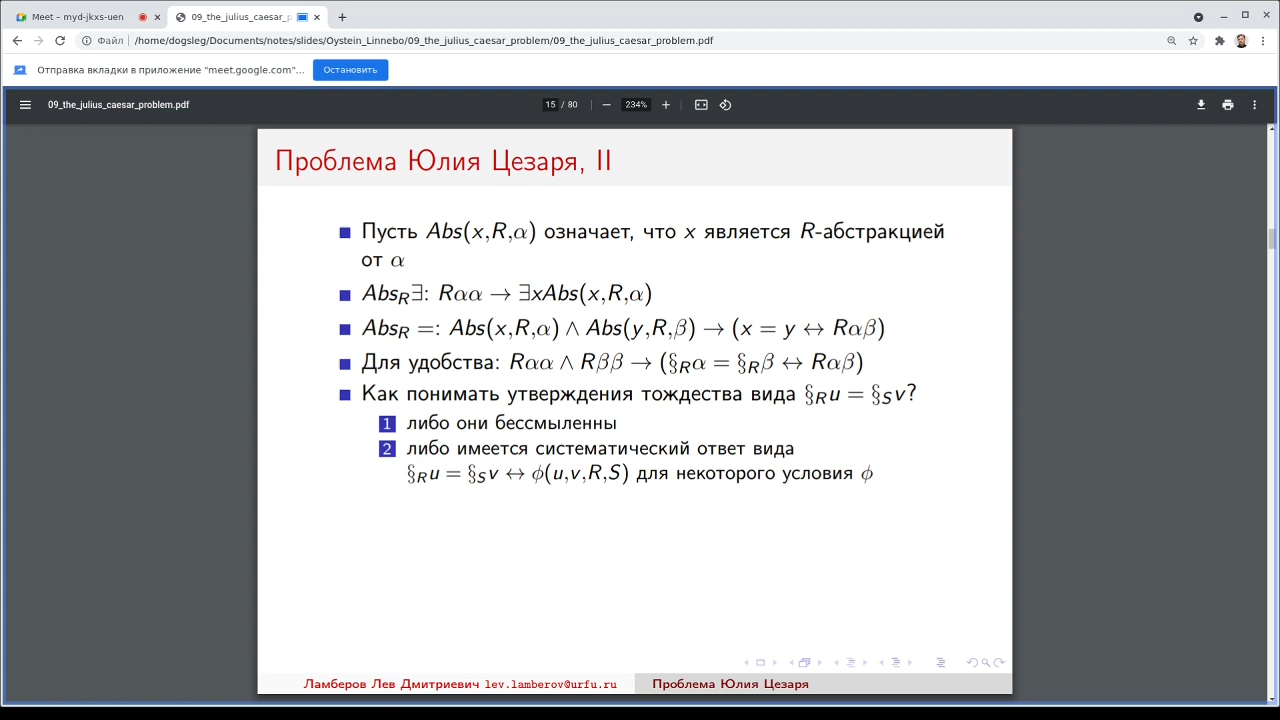 Meet – myd-jkxs-uen
09_the_julius_caesar_p
Файл
/home/dogsleg/Documents/notes/slides/Oystein_Linnebo/09_the_julius_caesar_problem/09_the_julius_caesar_problem.pdf
Отправка вкладки в приложение "meet.google.com"…
Остановить
09_the_julius_caesar_problem.pdf
15 / 80
234%
Проблема Юлия Цезаря, II
Пусть Abs(x,R,α) означает, что x является R-абстракцией
от α
Abs_R∃: Rαα → ∃xAbs(x,R,α)
Abs_R =: Abs(x,R,α) ∧ Abs(y,R,β) → (x = y ↔ Rαβ)
Для удобства: Rαα ∧ Rββ → (§_Rα = §_Rβ ↔ Rαβ)
Как понимать утверждения тождества вида §_Ru = §_Sv?
1 либо они бессмыленны
2 либо имеется систематический ответ вида
§_Ru = §_Sv ↔ ϕ(u,v,R,S) для некоторого условия ϕ
Ламберов Лев Дмитриевич lev.lamberov@urfu.ru
Проблема Юлия Цезаря